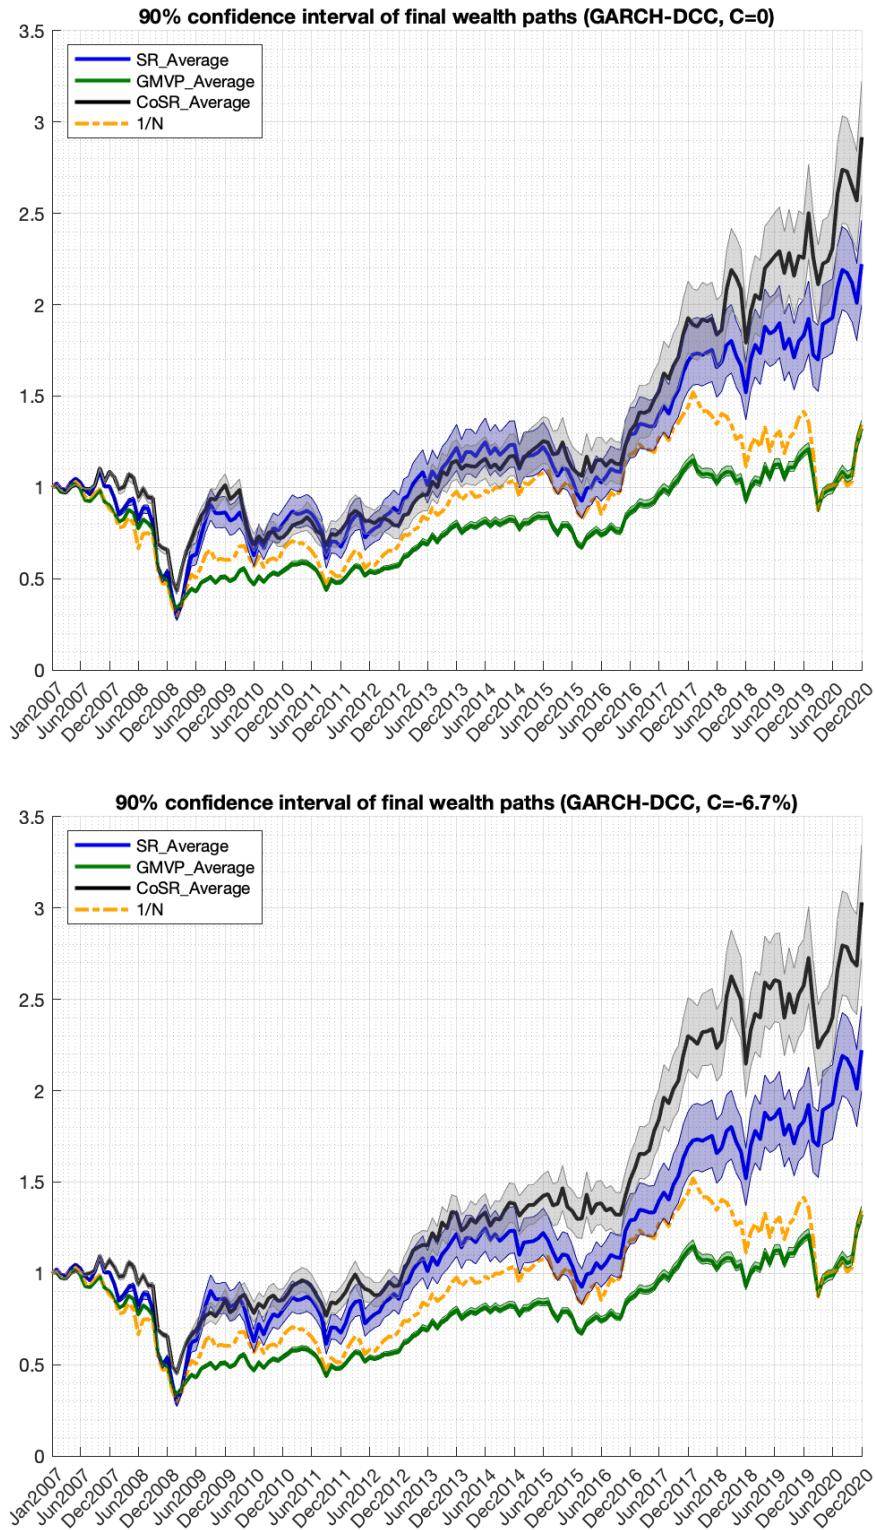 90% confidence interval of final wealth paths (GARCH-DCC, C=0)
3.5
3
2.5
2
1.5
1
0.5
0
SR_Average
GMVP_Average
CoSR_Average
1/N
Jan2007
Jun2007
Dec2007
Jun2008
Dec2008
Jun2009
Dec2009
Jun2010
Dec2010
Jun2011
Dec2011
Jun2012
Dec2012
Jun2013
Dec2013
Jun2014
Dec2014
Jun2015
Dec2015
Jun2016
Dec2016
Jun2017
Dec2017
Jun2018
Dec2018
Jun2019
Dec2019
Jun2020
Dec2020
90% confidence interval of final wealth paths (GARCH-DCC, C=-6.7%)
3.5
3
2.5
2
1.5
1
0.5
0
SR_Average
GMVP_Average
CoSR_Average
1/N
Jan2007
Jun2007
Dec2007
Jun2008
Dec2008
Jun2009
Dec2009
Jun2010
Dec2010
Jun2011
Dec2011
Jun2012
Dec2012
Jun2013
Dec2013
Jun2014
Dec2014
Jun2015
Dec2015
Jun2016
Dec2016
Jun2017
Dec2017
Jun2018
Dec2018
Jun2019
Dec2019
Jun2020
Dec2020